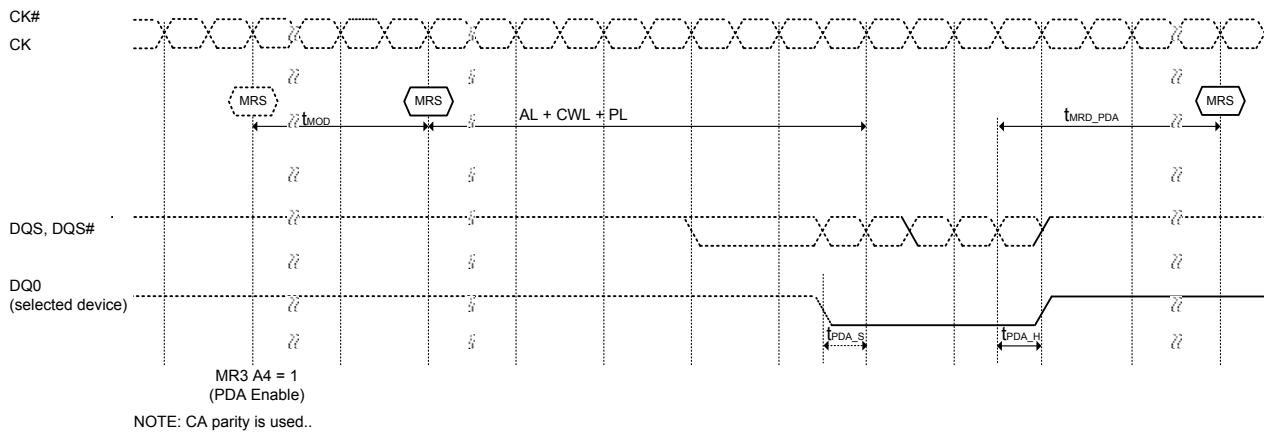 CK#
CK
MRS
MRS
MRS
tMOD
AL + CWL + PL
tMRD_PDA
DQS, DQS#
DQ0
(selected device)
tPDA_S
tPDA_H
MR3 A4 = 1
(PDA Enable)
NOTE: CA parity is used..